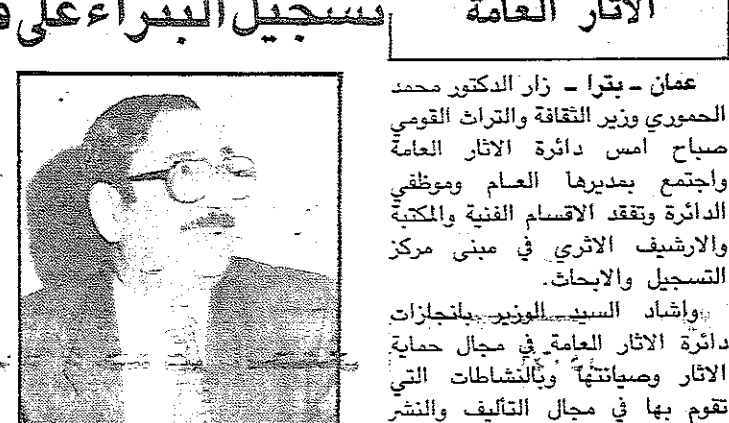 الآثار العامة
تسجيل البتراء على
عمان - بترا - زار الدكتور محمد
الحموري وزير الثقافة والتراث القومي
صباح امس دائرة الاثار العامة
واجتمع بمديرها العام وموظفي
الدائرة وتفقد الاقسام الفنية والمكتبة
والارشيف الاثري في مبنى مركز
التسجيل والابحاث.
واشاد السيد الوزير بانجازات
دائرة الاثار العامة في مجال حماية
الاثار وصيانتها وبالنشاطات التي
تقوم بها في مجال التأليف والنشر